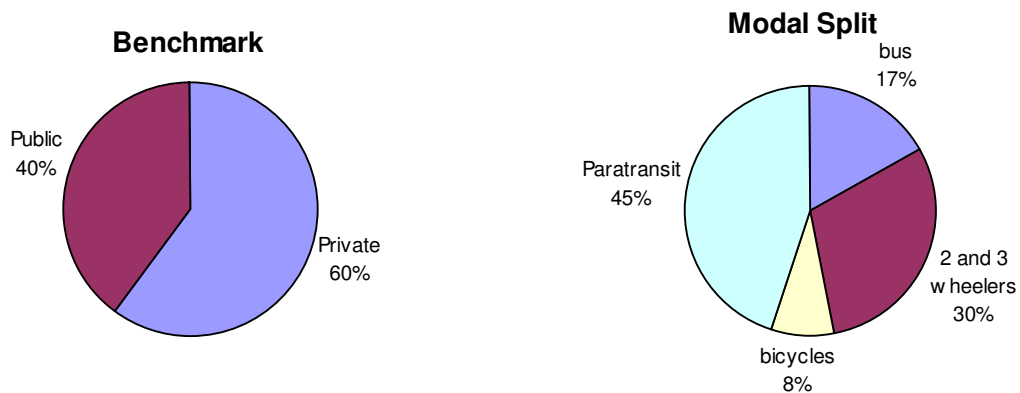 Benchmark
Public
40%
Private
60%
Modal Split
bus
17%
Paratransit
45%
2 and 3
w heelers
30%
bicycles
8%